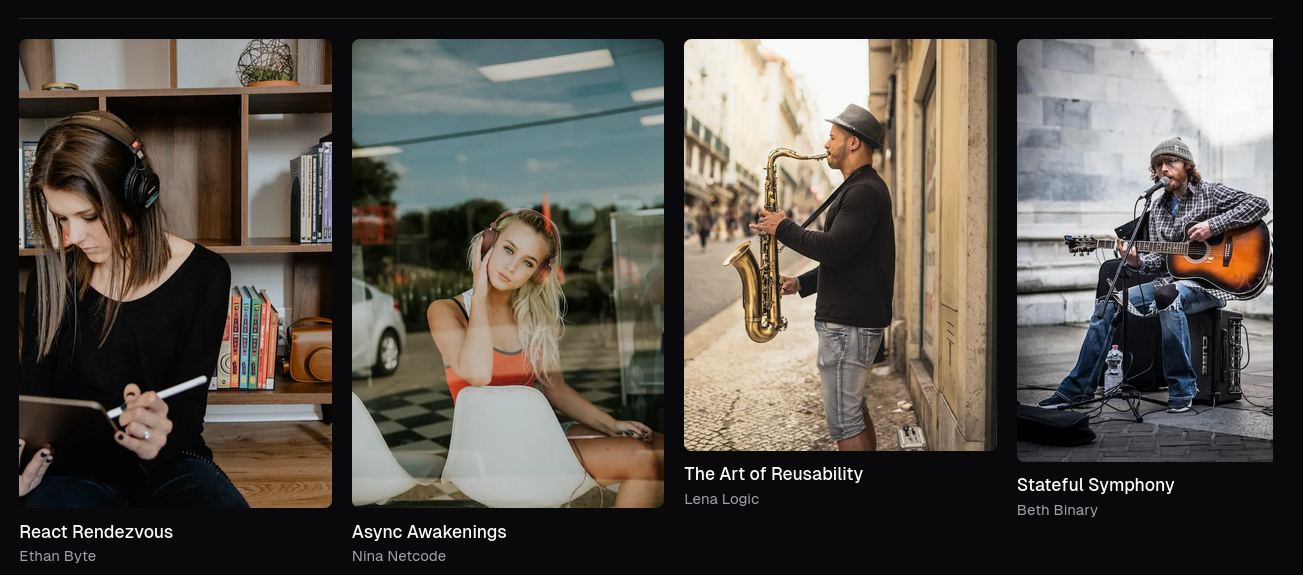 React Rendezvous
Ethan Byte
Async Awakenings
Nina Netcode
The Art of Reusability
Lena Logic
Stateful Symphony
Beth Binary